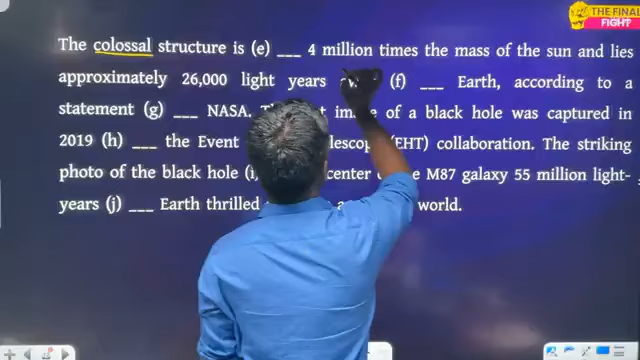 THE FINAL
FIGHT
The colossal structure is (e) ___ 4 million times the mass of the sun and lies
approximately 26,000 light years (f) ___ Earth, according to a
statement (g) ___ NASA. of a black hole was captured in
2019 (h) ___ the Event (EHT) collaboration. The striking
photo of the black hole center M87 galaxy 55 million light-
years (j) ___ Earth thrilled world.